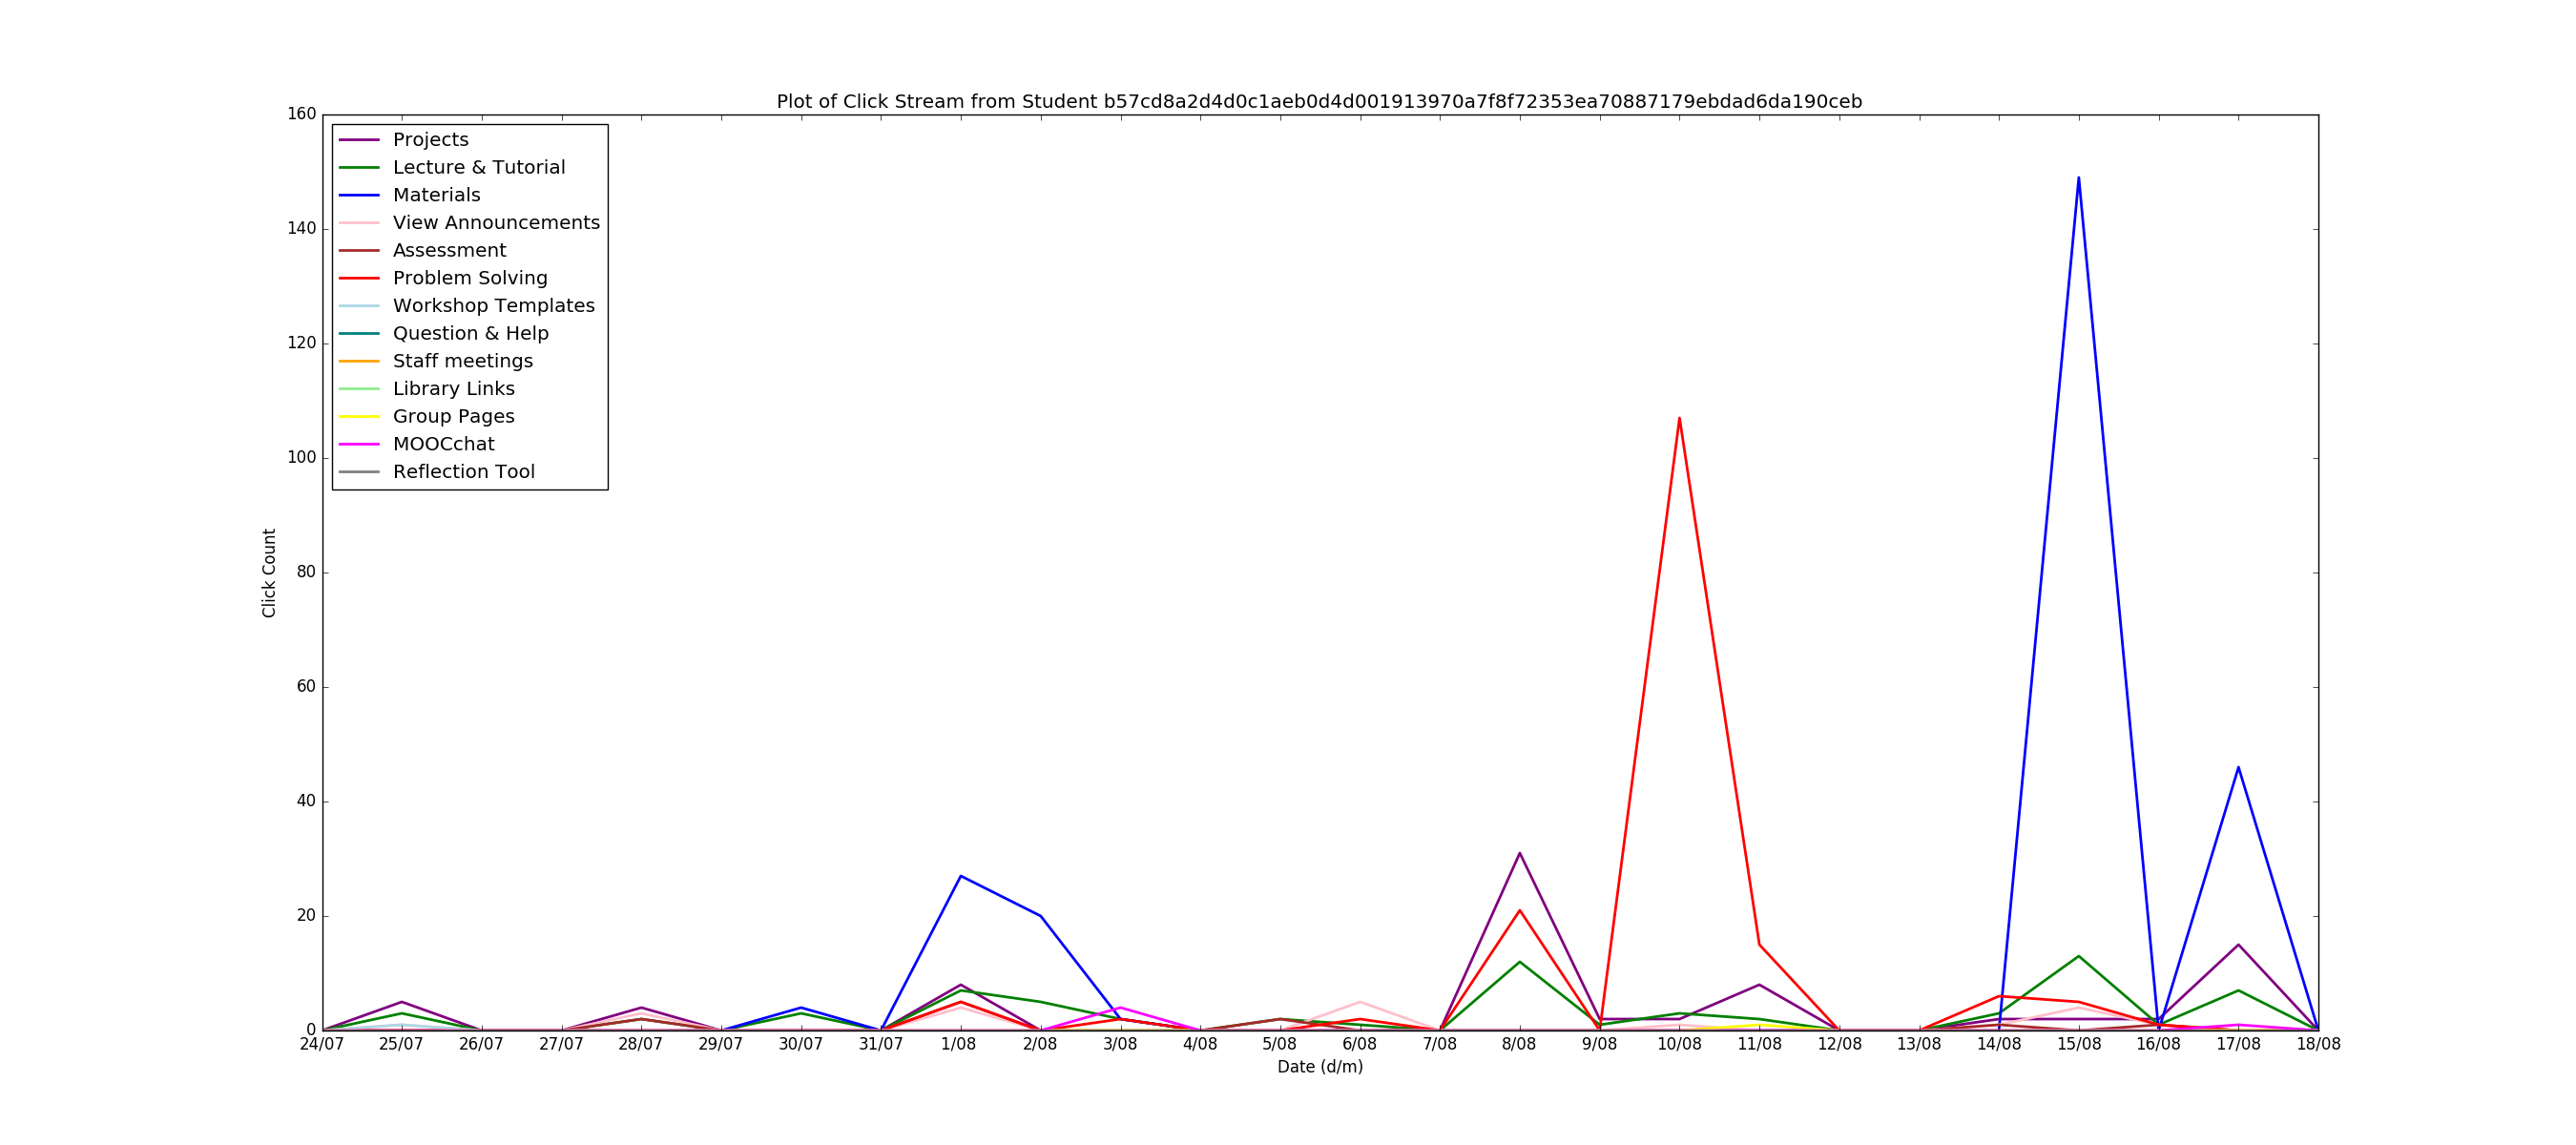 Plot of Click Stream from Student b57cd8a2d4d0c1aeb0d4d001913970a7f8f72353ea70887179ebdad6da190ceb
160
140
120
100
80
60
40
20
0
Click Count
Projects
Lecture & Tutorial
Materials
View Announcements
Assessment
Problem Solving
Workshop Templates
Question & Help
Staff meetings
Library Links
Group Pages
MOOCchat
Reflection Tool
24/07 25/07 26/07 27/07 28/07 29/07 30/07 31/07 1/08 2/08 3/08 4/08 5/08 6/08 7/08 8/08 9/08 10/08 11/08 12/08 13/08 14/08 15/08 16/08 17/08 18/08
Date (d/m)